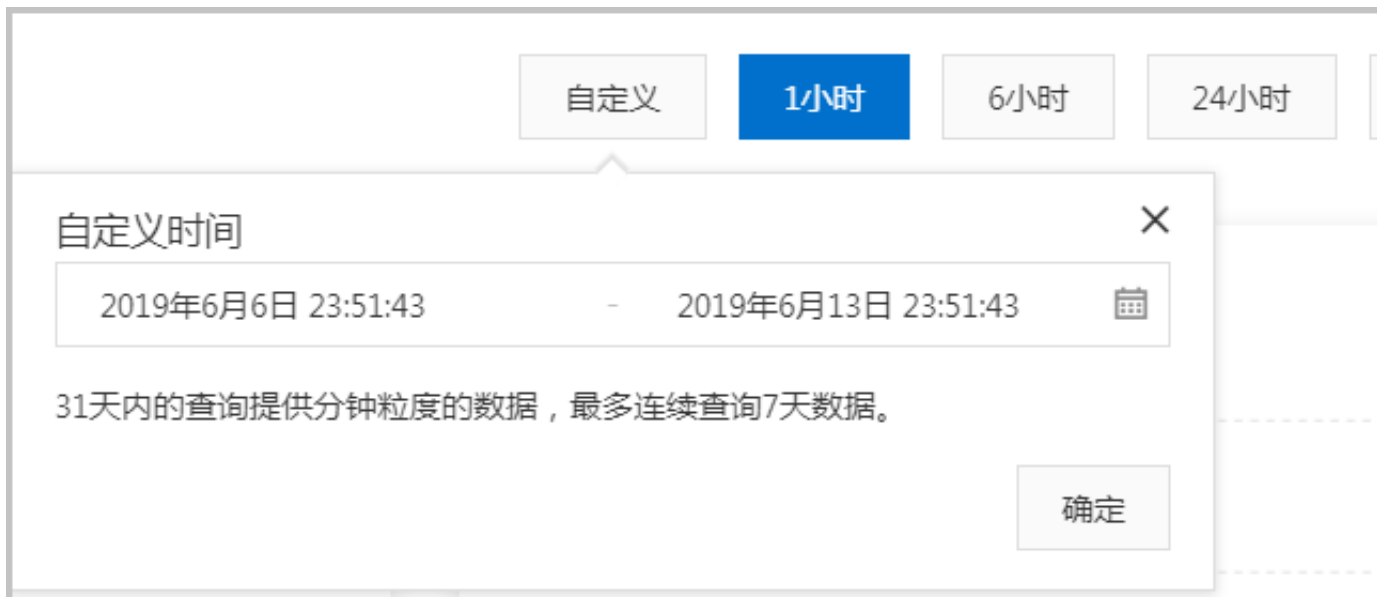 自定义 1小时 6小时 24小时
自定义时间
2019年6月6日 23:51:43 - 2019年6月13日 23:51:43
31天内的查询提供分钟粒度的数据，最多连续查询7天数据。
确定